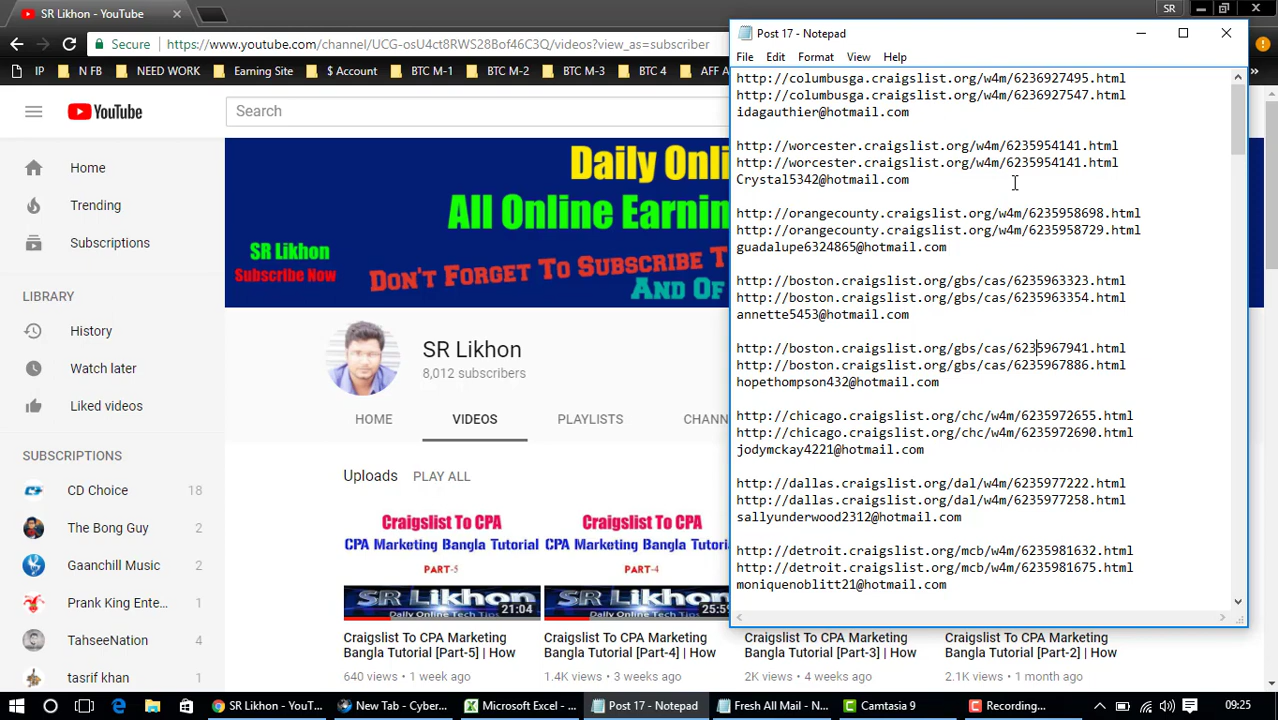 SR Likhon - YouTube
SR
Secure
https://www.youtube.com/channel/UCG-osU4ct8RWS28Bof46C3Q/videos?view_as=subscriber
IP
N FB
NEED WORK
Earning Site
$ Account
BTC M-1
BTC M-2
BTC M-3
BTC 4
AFF A
YouTube
Search
Home
Trending
Subscriptions
LIBRARY
History
Watch later
Liked videos
SUBSCRIPTIONS
CD Choice 18
The Bong Guy 2
Gaanchill Music 2
Prank King Ente... 1
TahseeNation 4
tasrif khan 1
Daily Onli
All Online Earnin
SR Likhon
Subscribe Now
Don't Forget To Subscribe T
And Of
SR Likhon
8,012 subscribers
HOME
VIDEOS
PLAYLISTS
CHANN
Uploads
PLAY ALL
Craigslist To CPA
CPA Marketing Bangla Tutorial
PART-5
SR Likhon
Daily Online Tech Tips
21:04
Craigslist To CPA Marketing
Bangla Tutorial [Part-5] | How
640 views • 1 week ago
Craigslist To CPA
CPA Marketing Bangla Tutorial
PART-4
SR Likhon
25:59
Craigslist To CPA Marketing
Bangla Tutorial [Part-4] | How
1.4K views • 3 weeks ago
Craigslist To CPA Marketing
Bangla Tutorial [Part-3] | How
2K views • 4 weeks ago
Craigslist To CPA Marketing
Bangla Tutorial [Part-2] | How
2.1K views • 1 month ago
Post 17 - Notepad
File Edit Format View Help
http://columbusga.craigslist.org/w4m/6236927495.html
http://columbusga.craigslist.org/w4m/6236927547.html
idagauthier@hotmail.com
http://worcester.craigslist.org/w4m/6235954141.html
http://worcester.craigslist.org/w4m/6235954141.html
Crystal5342@hotmail.com
http://orangecounty.craigslist.org/w4m/6235958698.html
http://orangecounty.craigslist.org/w4m/6235958729.html
guadalupe6324865@hotmail.com
http://boston.craigslist.org/gbs/cas/6235963323.html
http://boston.craigslist.org/gbs/cas/6235963354.html
annette5453@hotmail.com
http://boston.craigslist.org/gbs/cas/6235967941.html
http://boston.craigslist.org/gbs/cas/6235967886.html
hopethompson432@hotmail.com
http://chicago.craigslist.org/chc/w4m/6235972655.html
http://chicago.craigslist.org/chc/w4m/6235972690.html
jodymckay4221@hotmail.com
http://dallas.craigslist.org/dal/w4m/6235977222.html
http://dallas.craigslist.org/dal/w4m/6235977258.html
sallyunderwood2312@hotmail.com
http://detroit.craigslist.org/mcb/w4m/6235981632.html
http://detroit.craigslist.org/mcb/w4m/6235981675.html
moniquenoblitt21@hotmail.com
SR Likhon - YouT...
New Tab - Cyber...
Microsoft Excel - ...
Post 17 - Notepad
Fresh All Mail - N...
Camtasia 9
Recording...
09:25